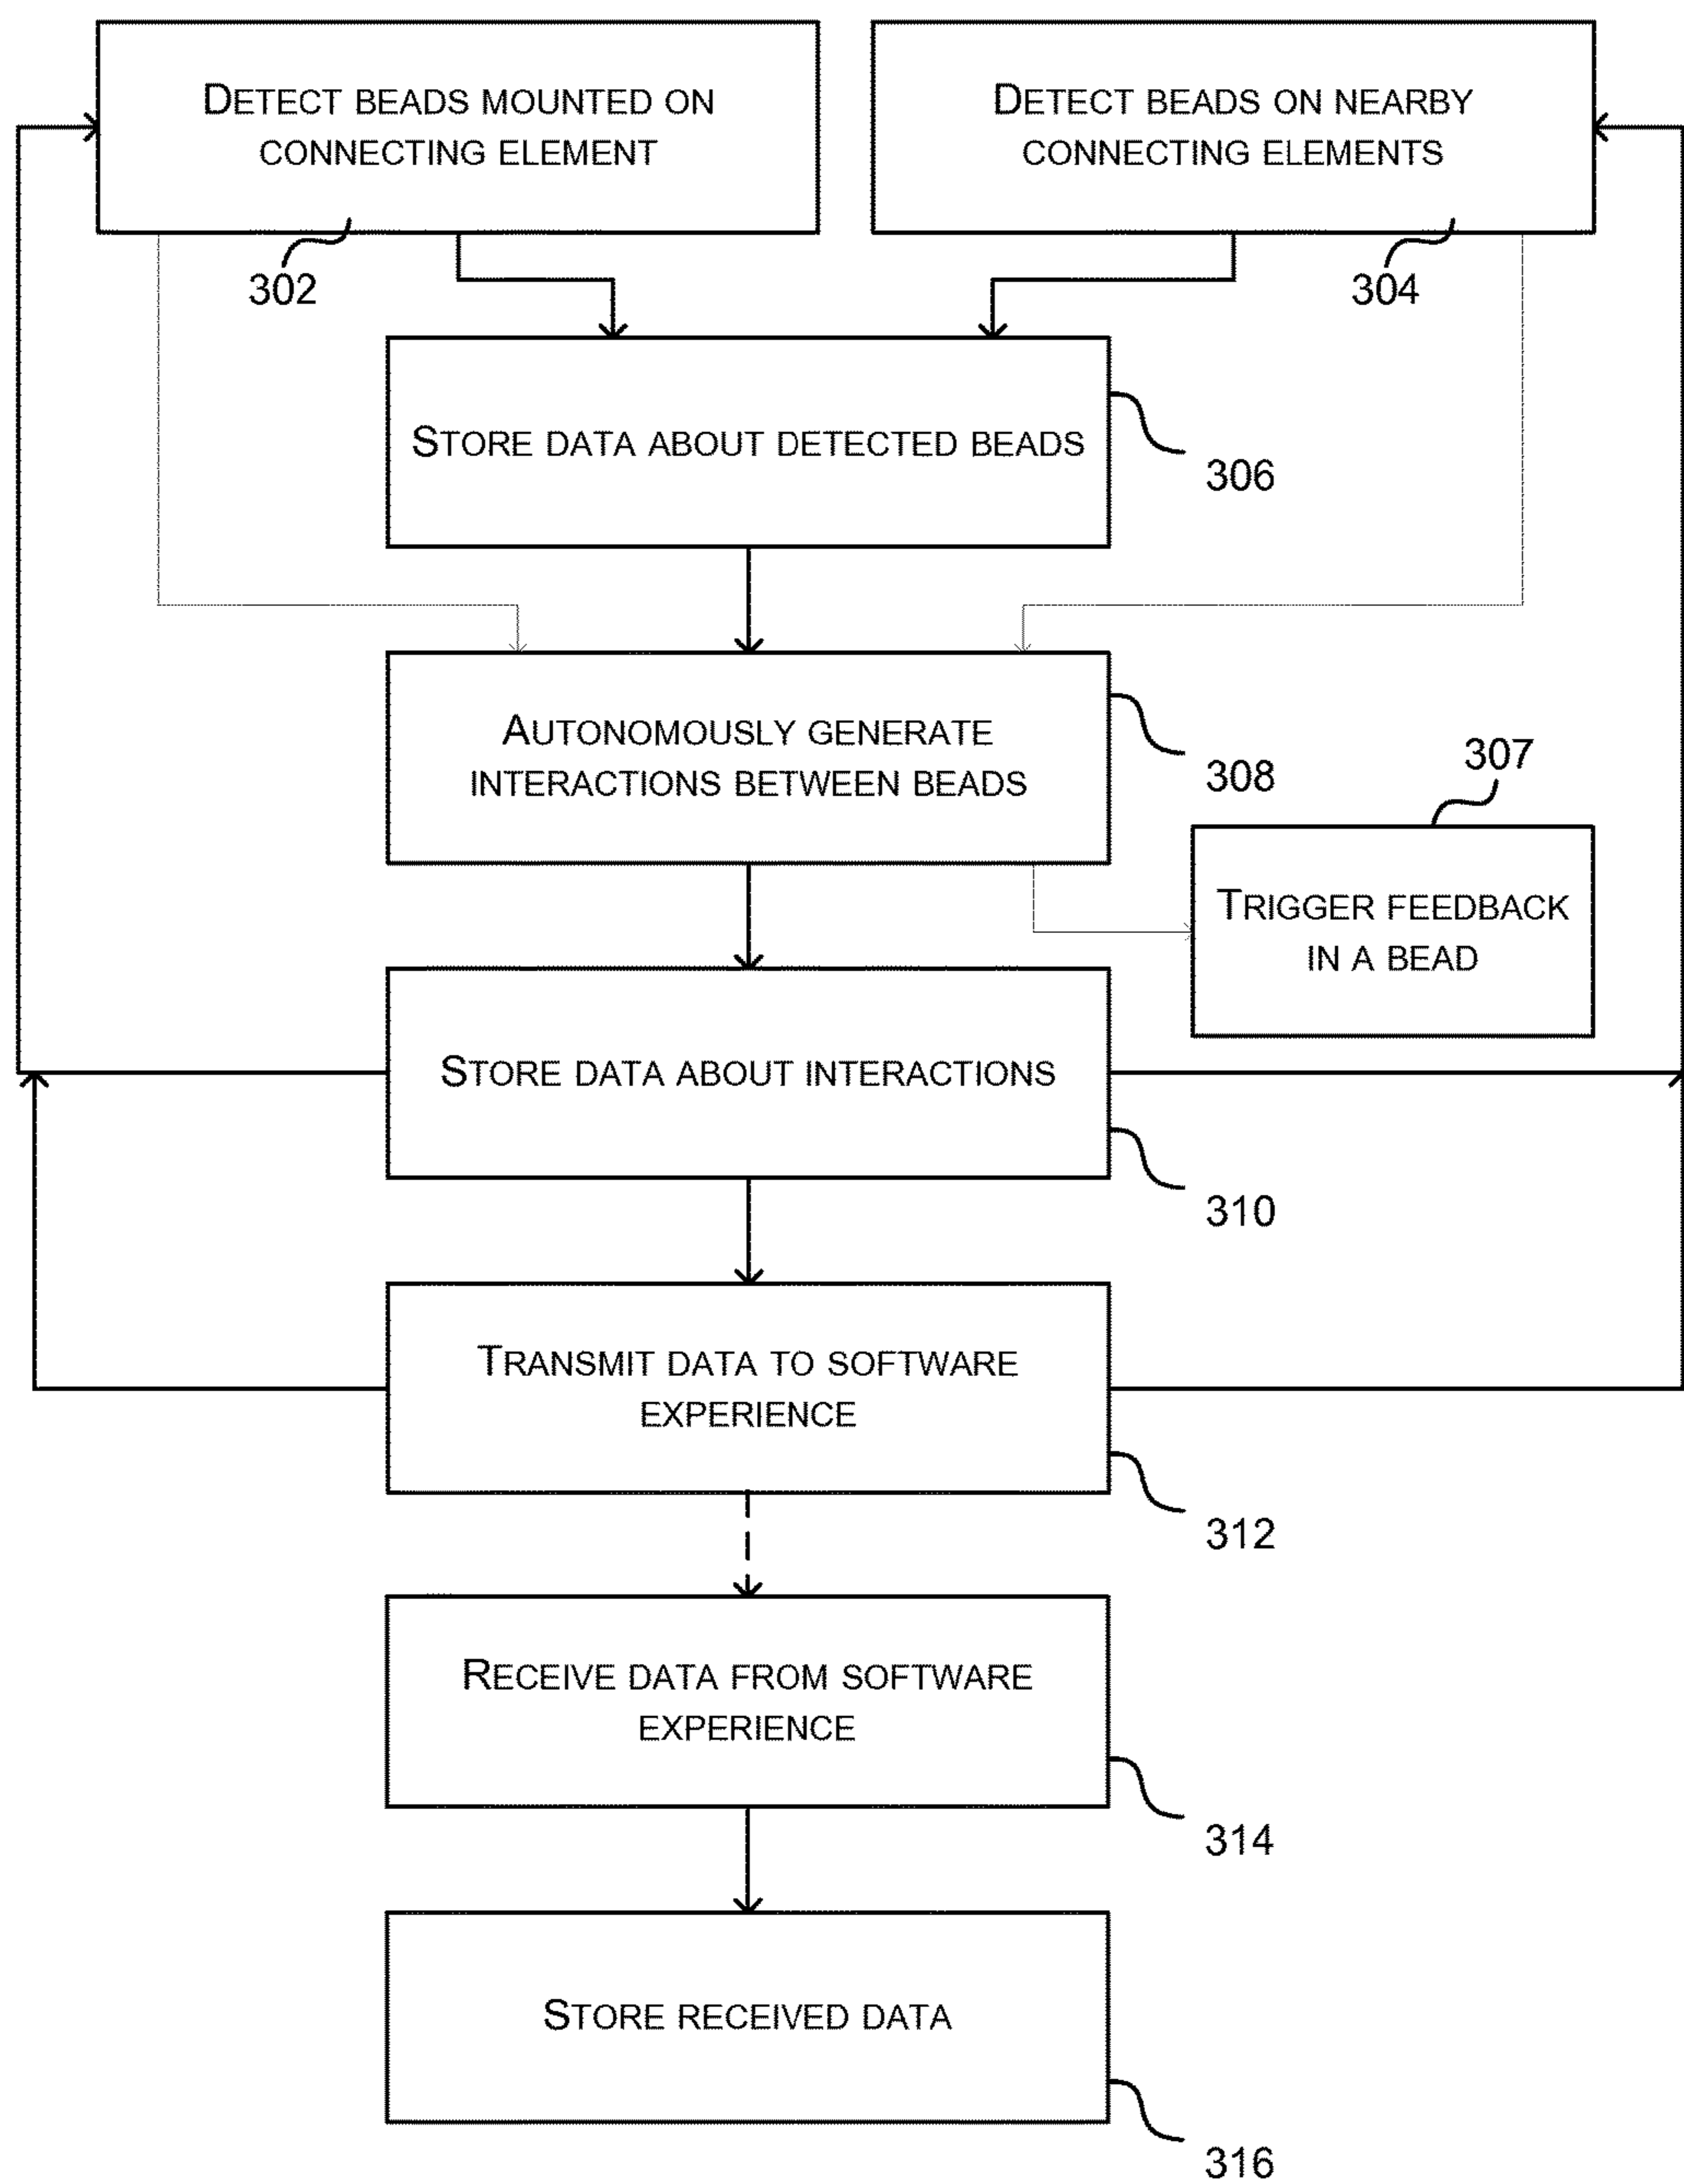 DETECT BEADS MOUNTED ON
CONNECTING ELEMENT
302
DETECT BEADS ON NEARBY
CONNECTING ELEMENTS
304
STORE DATA ABOUT DETECTED BEADS
306
AUTONOMOUSLY GENERATE
INTERACTIONS BETWEEN BEADS
308
307
TRIGGER FEEDBACK
IN A BEAD
STORE DATA ABOUT INTERACTIONS
310
TRANSMIT DATA TO SOFTWARE
EXPERIENCE
312
RECEIVE DATA FROM SOFTWARE
EXPERIENCE
314
STORE RECEIVED DATA
316